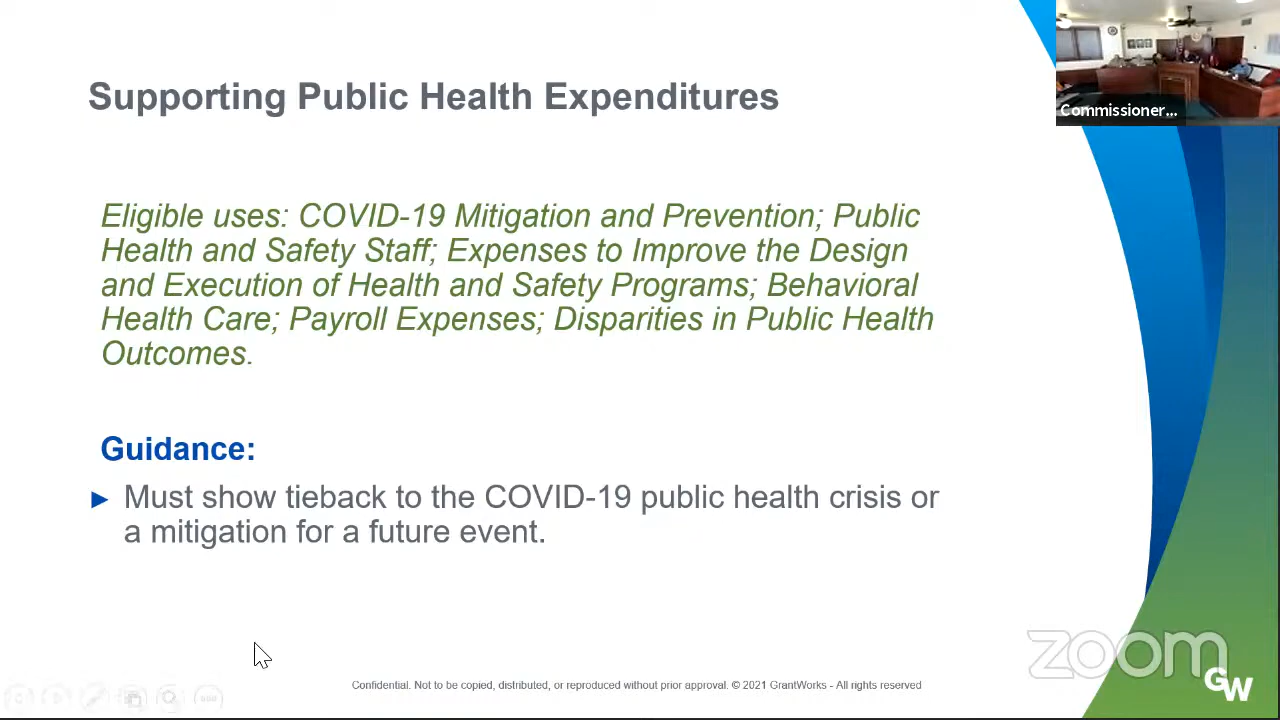 Supporting Public Health Expenditures
Commissioner...
Eligible uses: COVID-19 Mitigation and Prevention; Public
Health and Safety Staff; Expenses to Improve the Design
and Execution of Health and Safety Programs; Behavioral
Health Care; Payroll Expenses; Disparities in Public Health
Outcomes.
Guidance:
► Must show tieback to the COVID-19 public health crisis or
a mitigation for a future event.
zoom
GW
Confidential. Not to be copied, distributed, or reproduced without prior approval. © 2021 GrantWorks - All rights reserved